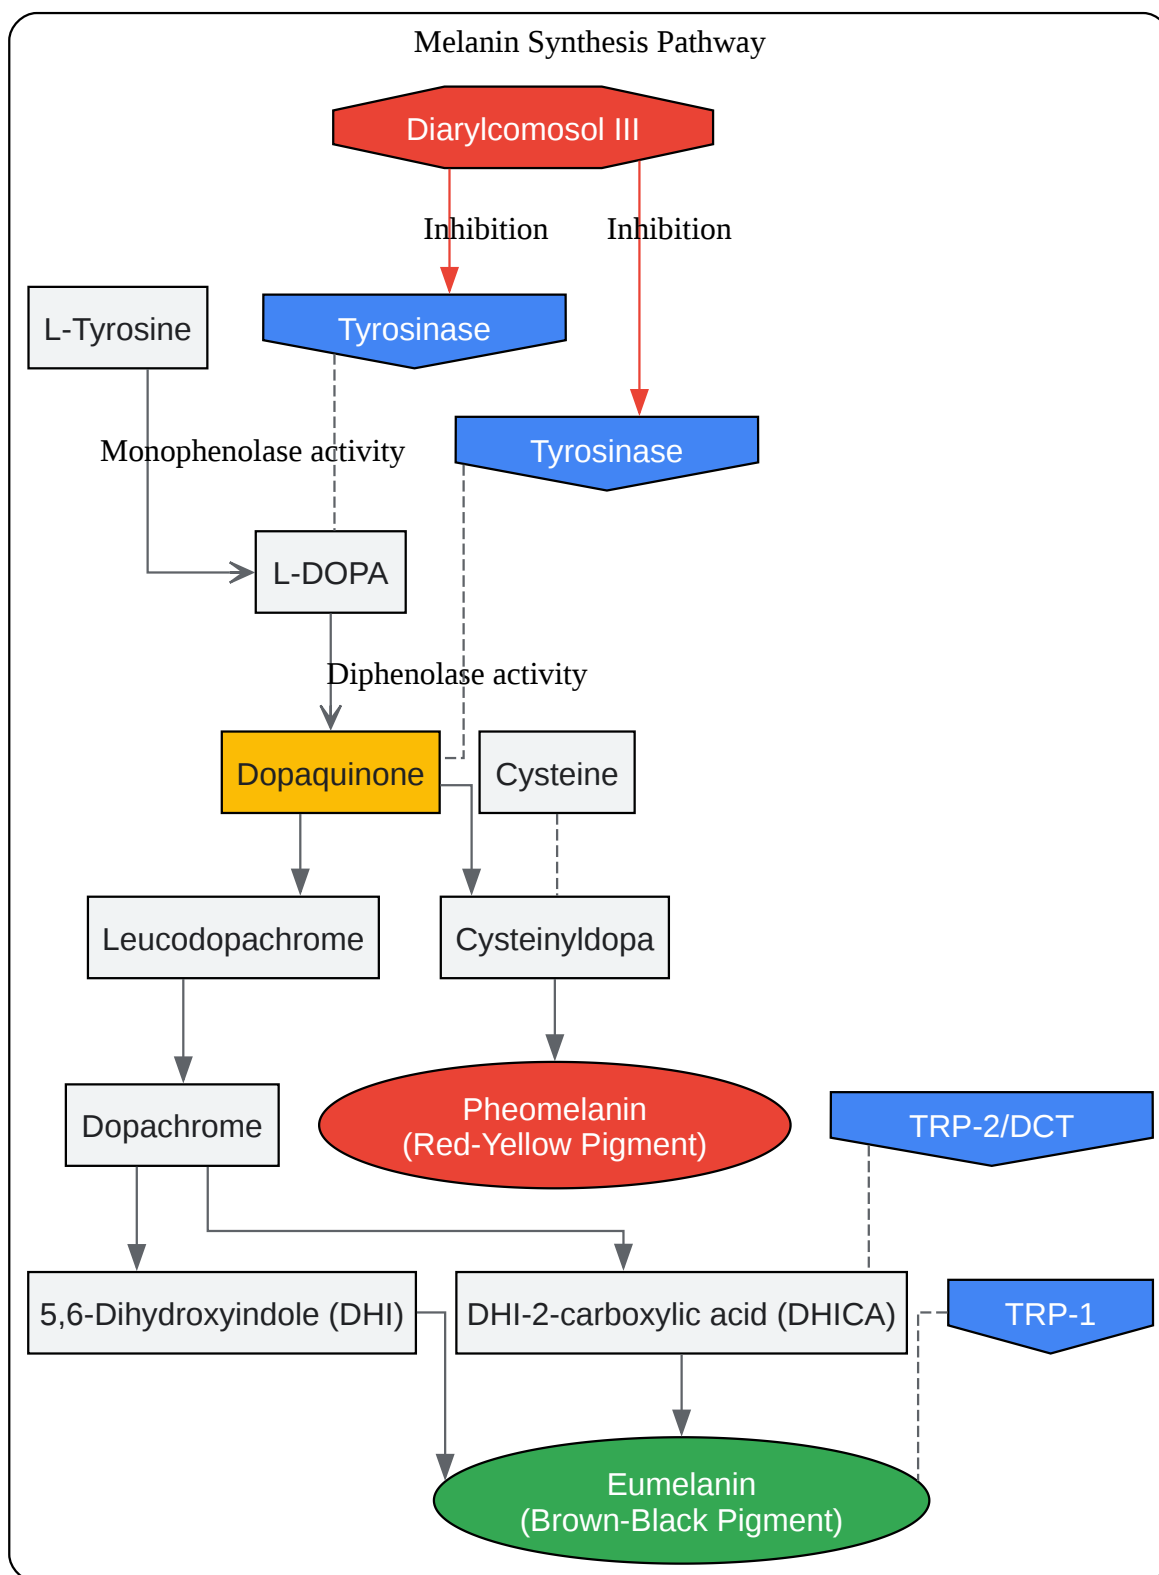 Melanin Synthesis Pathway
Diarylcomosol III
Inhibition
Inhibition
L-Tyrosine
Tyrosinase
Monophenolase activity
Tyrosinase
L-DOPA
Diphenolase activity
Dopaquinone
Cysteine
Leucodopachrome
Cysteinyldopa
Dopachrome
Pheomelanin
(Red-Yellow Pigment)
TRP-2/DCT
5,6-Dihydroxyindole (DHI)
DHI-2-carboxylic acid (DHICA)
TRP-1
Eumelanin
(Brown-Black Pigment)